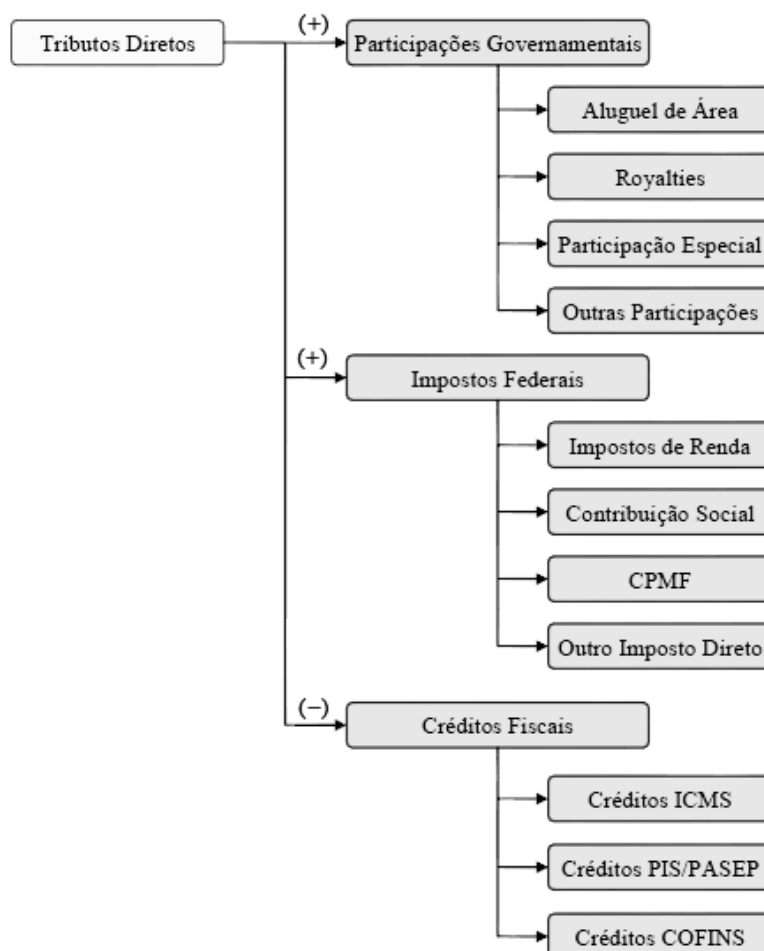 Tributos Diretos
(+)
Participações Governamentais
Aluguel de Área
Royalties
Participação Especial
Outras Participações
(+)
Impostos Federais
Impostos de Renda
Contribuição Social
CPMF
Outro Imposto Direto
(−)
Créditos Fiscais
Créditos ICMS
Créditos PIS/PASEP
Créditos COFINS